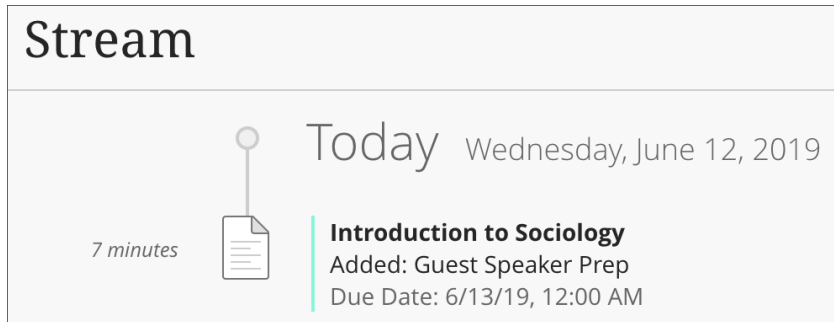 Stream
Today Wednesday, June 12, 2019
7 minutes
Introduction to Sociology
Added: Guest Speaker Prep
Due Date: 6/13/19, 12:00 AM